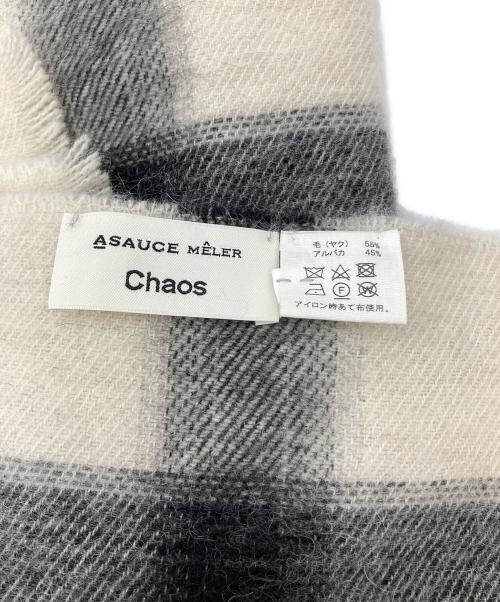 ASAUCE MÊLER
Chaos
毛（ヤク） 55%
アルパカ 45%
F W
アイロン時あて布使用。